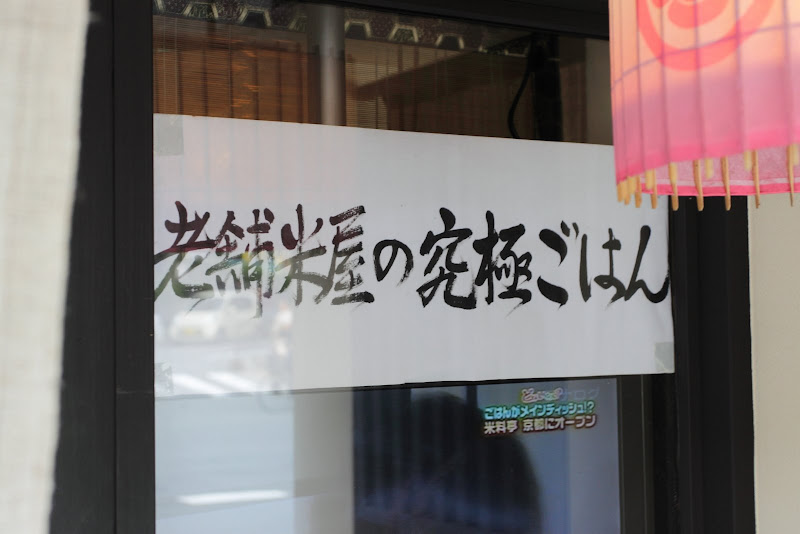 老舗米屋の究極ごはん
ごはんがメインディッシュ!?
米料亭 京都にオープン